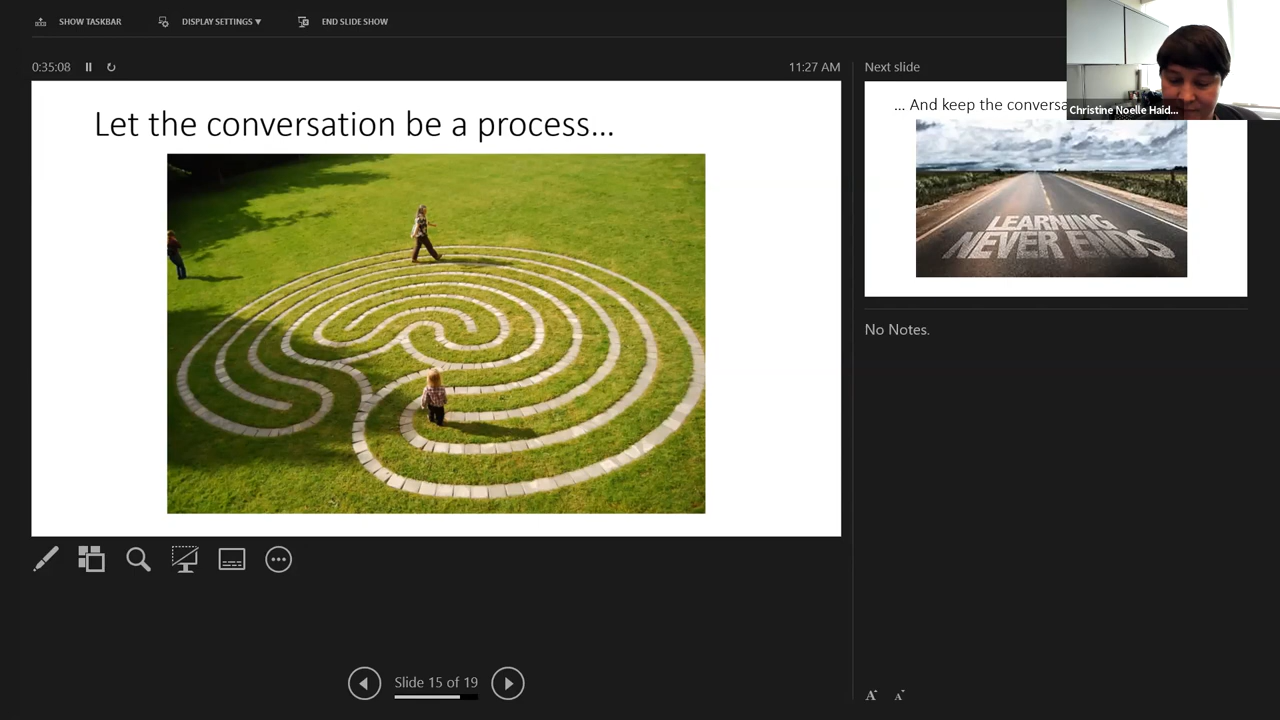 SHOW TASKBAR
DISPLAY SETTINGS ▼
END SLIDE SHOW
0:35:08
11:27 AM
Let the conversation be a process...
Next slide
... And keep the conversa
LEARNING
NEVER ENDS
Christine Noelle Haid...
No Notes.
Slide 15 of 19
A A